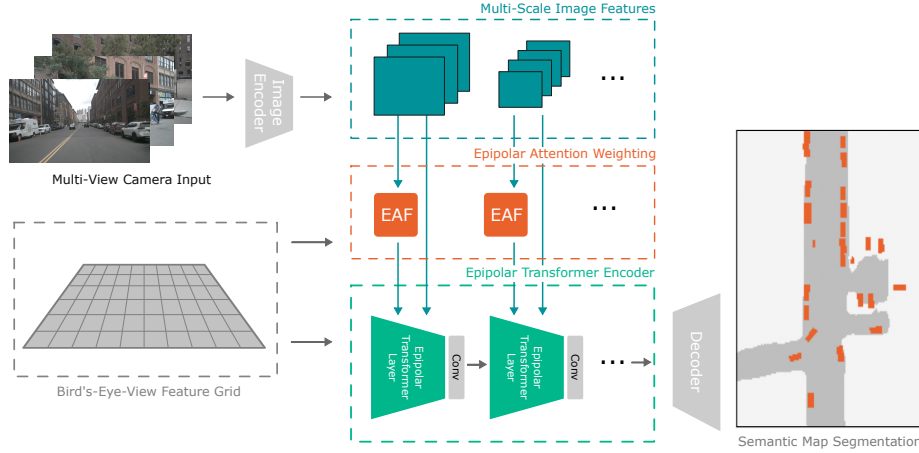 Multi-Scale Image Features
Image
Encoder
...
Multi-View Camera Input
Epipolar Attention Weighting
EAF
EAF
...
Epipolar Transformer Encoder
Epipolar
Transformer
Layer
Conv
Epipolar
Transformer
Layer
Conv
...
Decoder
Bird's-Eye-View Feature Grid
Semantic Map Segmentation